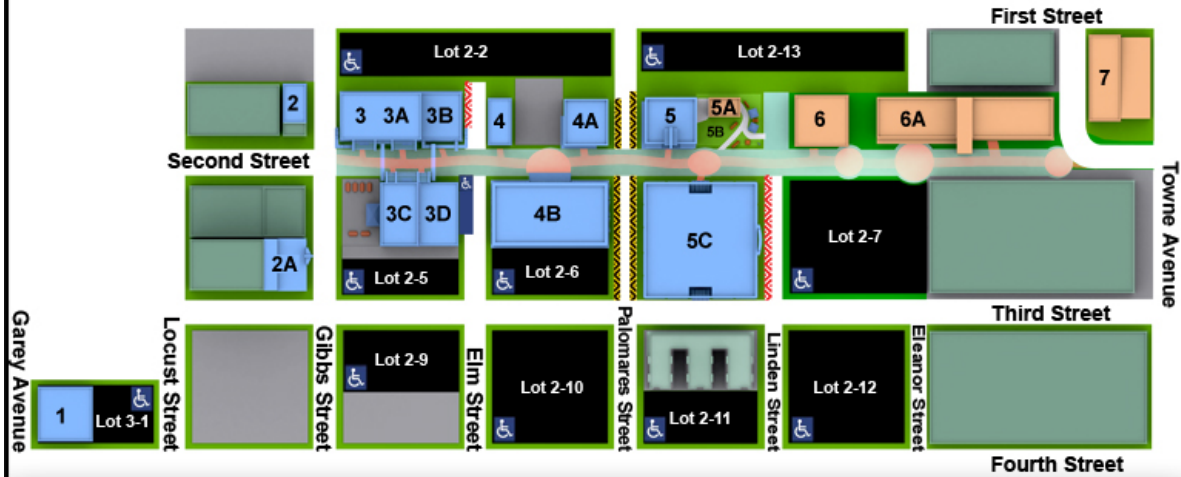 First Street
Lot 2-2
Lot 2-13
7
2
3
3A
3B
4
4A
5
5A
5B
6
6A
Second Street
Towne Avenue
3C
3D
4B
5C
Lot 2-7
2A
Lot 2-5
Lot 2-6
Third Street
Garey Avenue
Locust Street
Gibbs Street
Elm Street
Palomares Street
Linden Street
Eleanor Street
Lot 2-9
Lot 2-10
Lot 2-12
1
Lot 3-1
Lot 2-11
Fourth Street